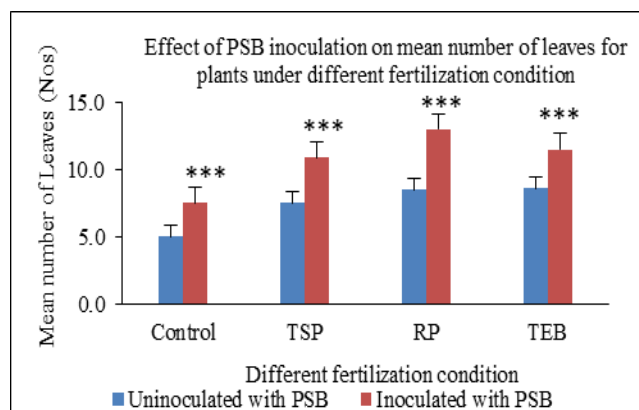 Effect of PSB inoculation on mean number of leaves for
plants under different fertilization condition
Mean number of Leaves (Nos)
15.0
10.0
5.0
0.0
***
***
***
***
Control
TSP
RP
TEB
Different fertilization condition
Uninoculated with PSB
Inoculated with PSB